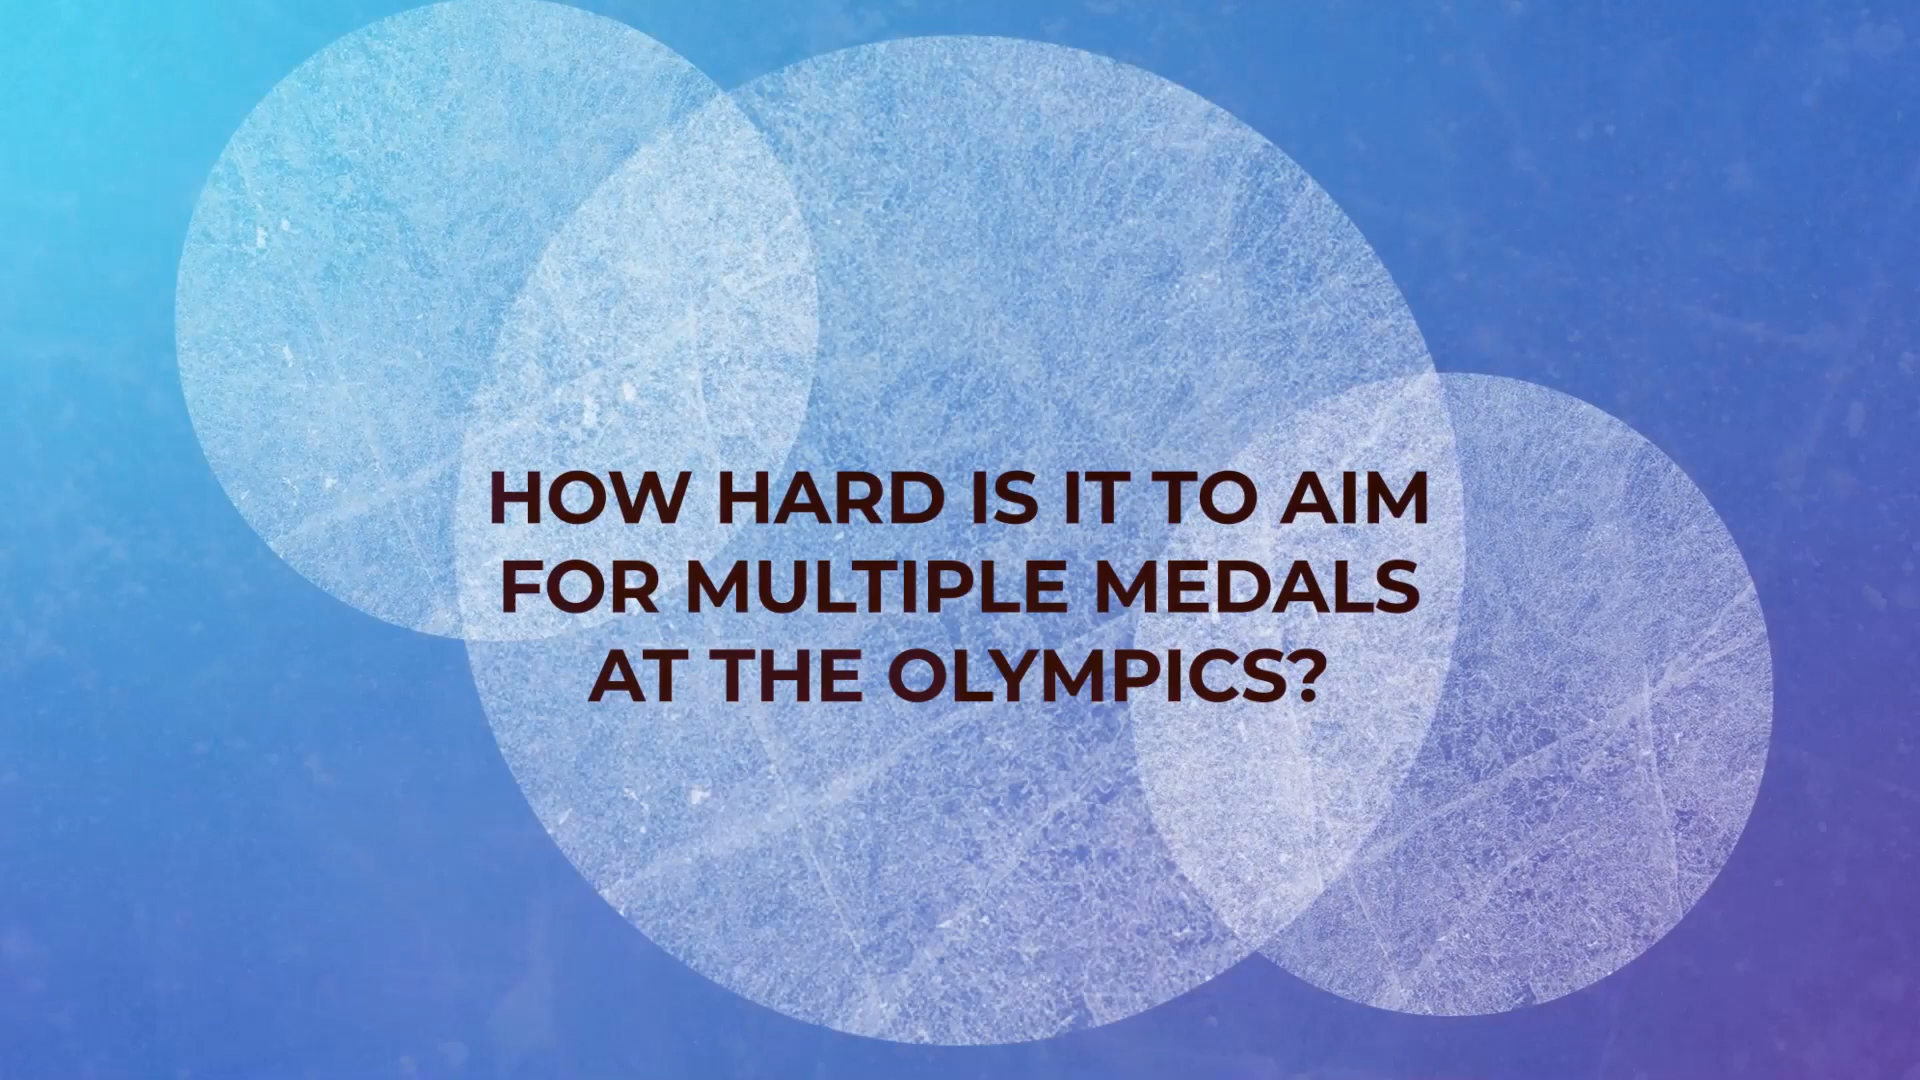 HOW HARD IS IT TO AIM
FOR MULTIPLE MEDALS
AT THE OLYMPICS?